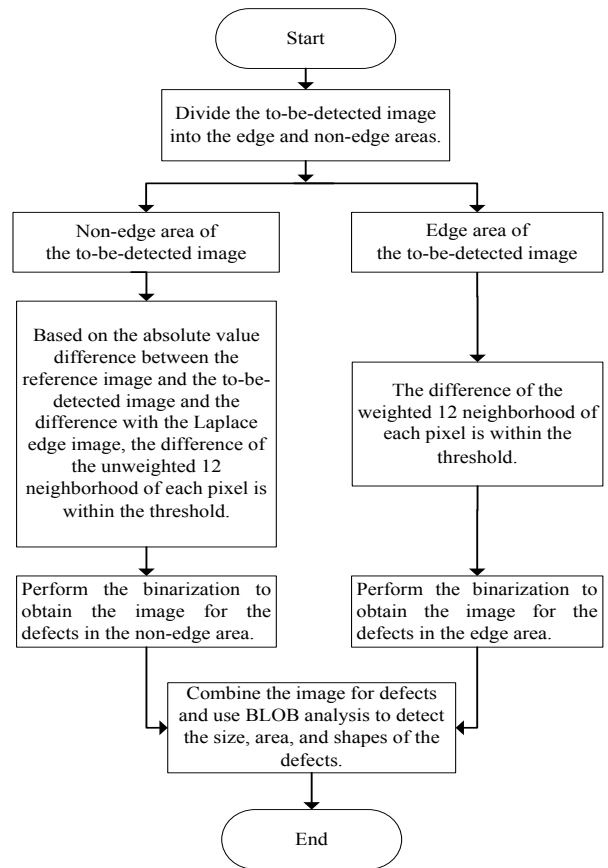 Start
Divide the to-be-detected image
into the edge and non-edge areas.
Non-edge area of
the to-be-detected image
Edge area of
the to-be-detected image
Based on the absolute value
difference between the
reference image and the to-be-
detected image and the
difference with the Laplace
edge image, the difference of
the unweighted 12
neighborhood of each pixel is
within the threshold.
The difference of the
weighted 12 neighborhood of
each pixel is within the
threshold.
Perform the binarization to
obtain the image for the
defects in the non-edge area.
Perform the binarization to
obtain the image for the
defects in the edge area.
Combine the image for defects
and use BLOB analysis to detect
the size, area, and shapes of the
defects.
End